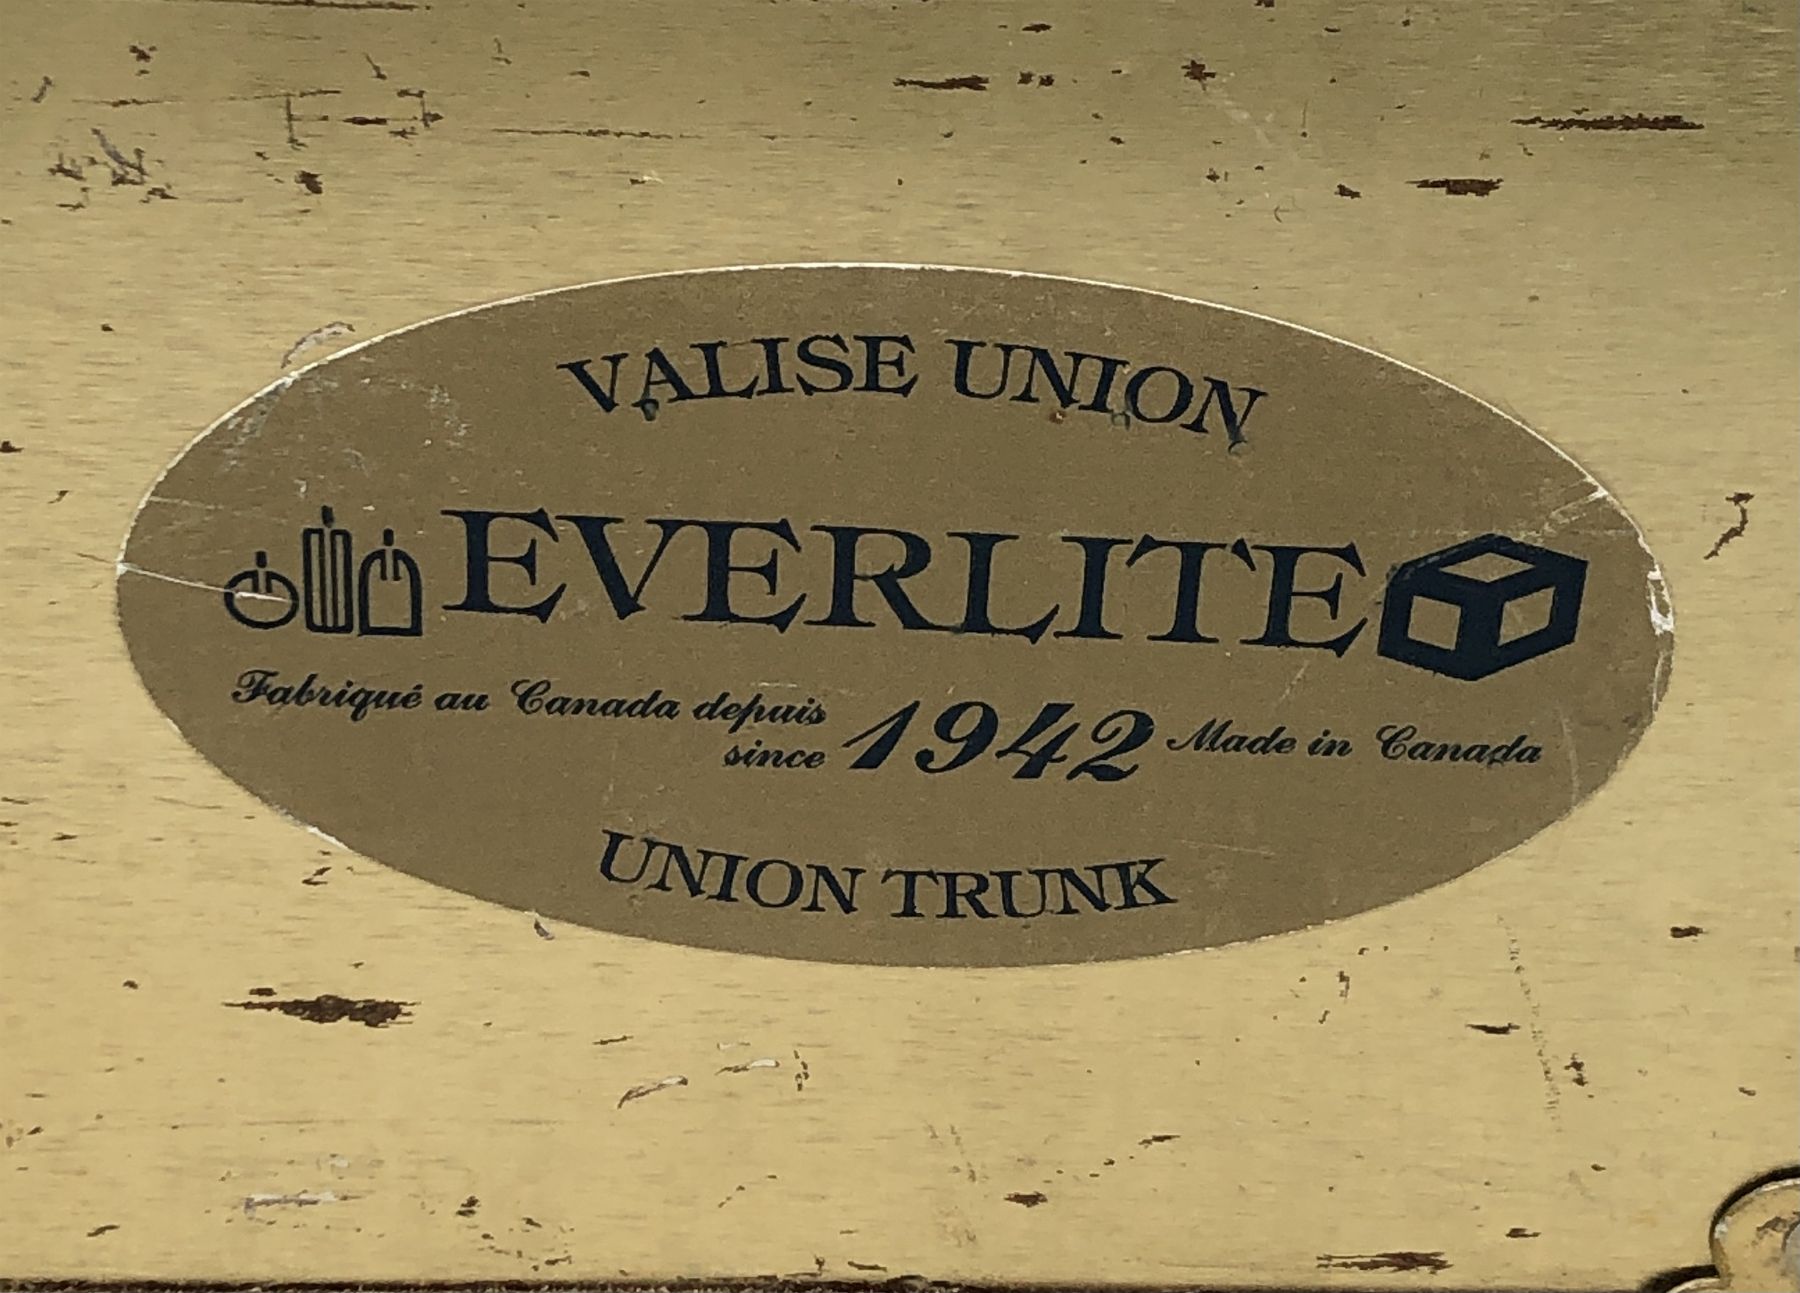 VALISE UNION
EVERLITE
Fabriqué au Canada depuis
since 1942 Made in Canada
UNION TRUNK